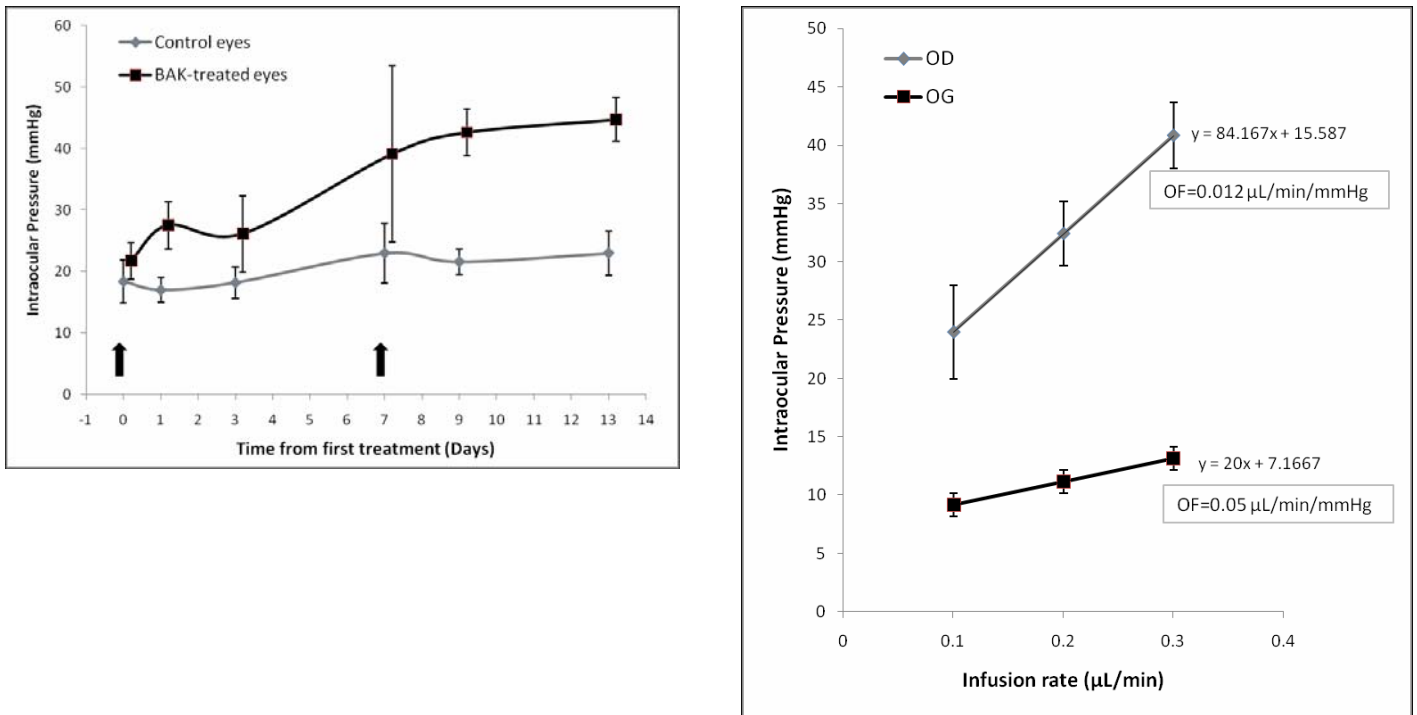 60
50
40
30
20
10
0
Control eyes
BAK-treated eyes
Intraocular Pressure (mmHg)
-1 0 1 2 3 4 5 6 7 8 9 10 11 12 13 14
Time from first treatment (Days)
50
45
40
35
30
25
20
15
10
5
0
OD
OG
Intraocular Pressure (mmHg)
y = 84.167x + 15.587
OF=0.012 µL/min/mmHg
y = 20x + 7.1667
OF=0.05 µL/min/mmHg
0 0.1 0.2 0.3 0.4
Infusion rate (µL/min)